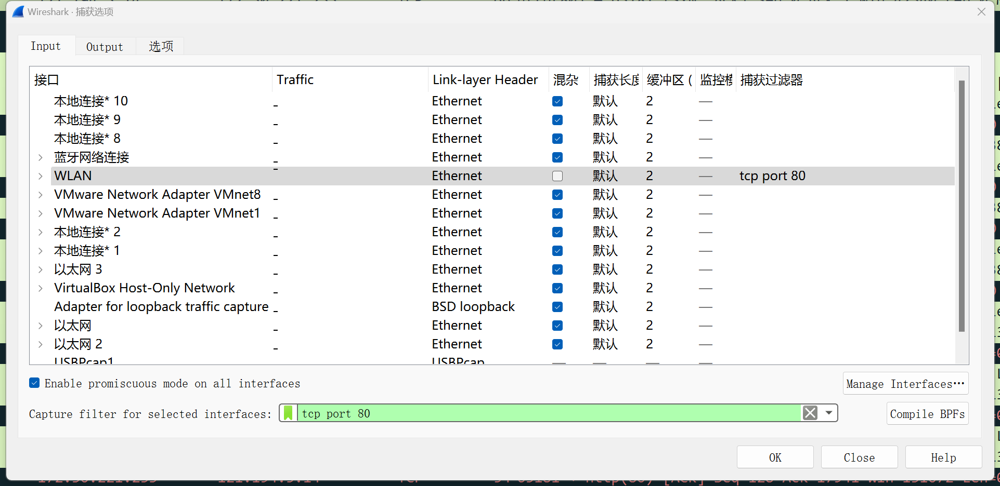 Wireshark · 捕获选项
Input Output 选项
接口 Traffic Link-layer Header 混杂 捕获长度 缓冲区 ( 监控模 捕获过滤器
本地连接* 10 _ Ethernet 默认 2 —
本地连接* 9 _ Ethernet 默认 2 —
本地连接* 8 _ Ethernet 默认 2 —
蓝牙网络连接 _ Ethernet 默认 2 —
WLAN Ethernet 默认 2 — tcp port 80
VMware Network Adapter VMnet8 _ Ethernet 默认 2 —
VMware Network Adapter VMnet1 _ Ethernet 默认 2 —
本地连接* 2 _ Ethernet 默认 2 —
本地连接* 1 _ Ethernet 默认 2 —
以太网 3 _ Ethernet 默认 2 —
VirtualBox Host-Only Network _ Ethernet 默认 2 —
Adapter for loopback traffic capture _ BSD loopback 默认 2 —
以太网 _ Ethernet 默认 2 —
以太网 2 _ Ethernet 默认 2 —
USBPcap1 USBPcap — — — —
Enable promiscuous mode on all interfaces Manage Interfaces…
Capture filter for selected interfaces: tcp port 80 Compile BPFs
OK Close Help